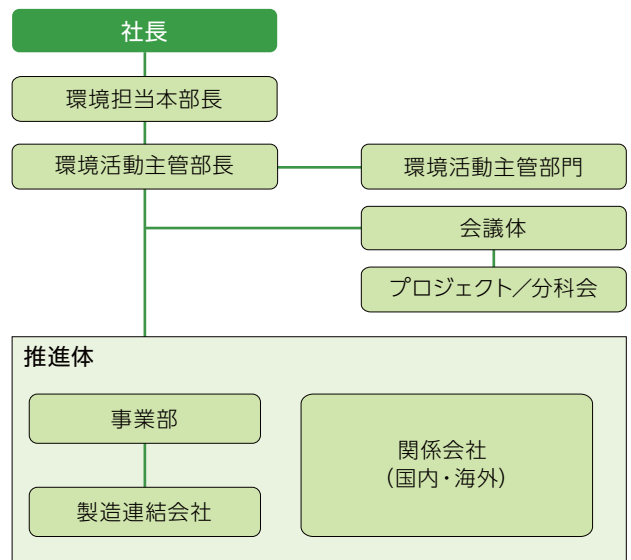 社長
環境担当本部長
環境活動主管部長
環境活動主管部門
会議体
プロジェクト／分科会
推進体
事業部
製造連結会社
関係会社
（国内・海外）